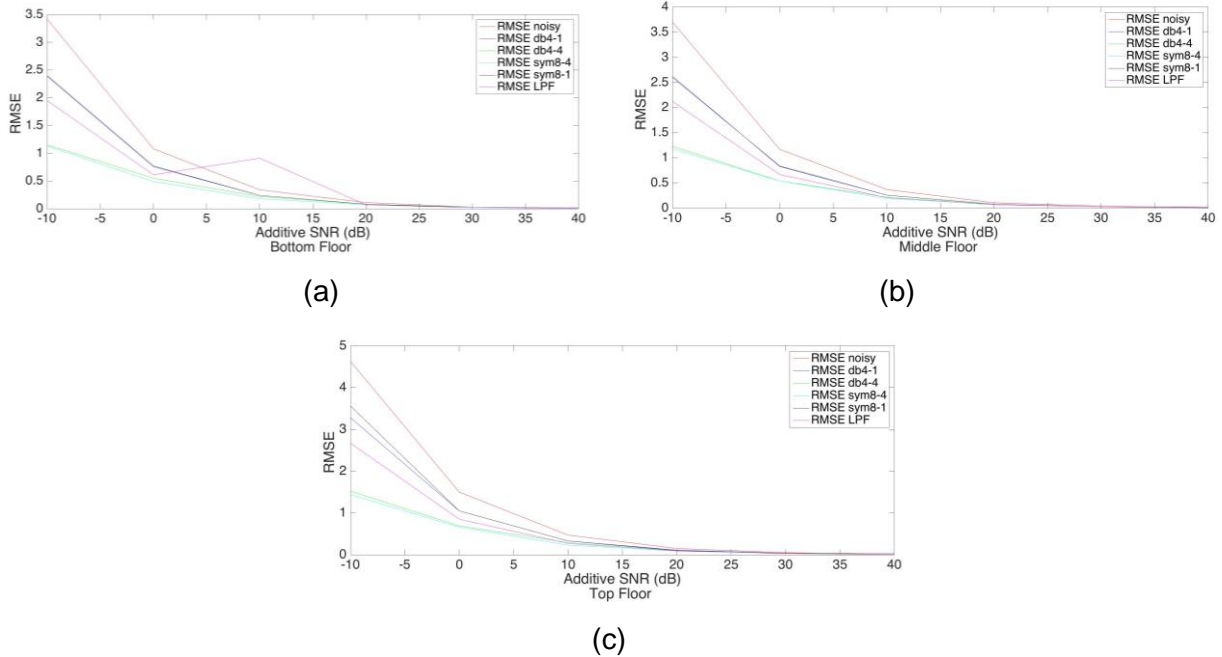 3.5
3
2.5
2
1.5
1
0.5
0
RMSE
RMSE noisy
RMSE db4-1
RMSE db4-4
RMSE sym8-4
RMSE sym8-1
RMSE LPF
-10 -5 0 5 10 15 20 25 30 35 40
Additive SNR (dB)
Bottom Floor
(a)
4
3.5
3
2.5
2
1.5
1
0.5
0
RMSE
RMSE noisy
RMSE db4-1
RMSE db4-4
RMSE sym8-4
RMSE sym8-1
RMSE LPF
-10 -5 0 5 10 15 20 25 30 35 40
Additive SNR (dB)
Middle Floor
(b)
5
4
3
2
1
0
RMSE
RMSE noisy
RMSE db4-1
RMSE db4-4
RMSE sym8-4
RMSE sym8-1
RMSE LPF
-10 -5 0 5 10 15 20 25 30 35 40
Additive SNR (dB)
Top Floor
(c)